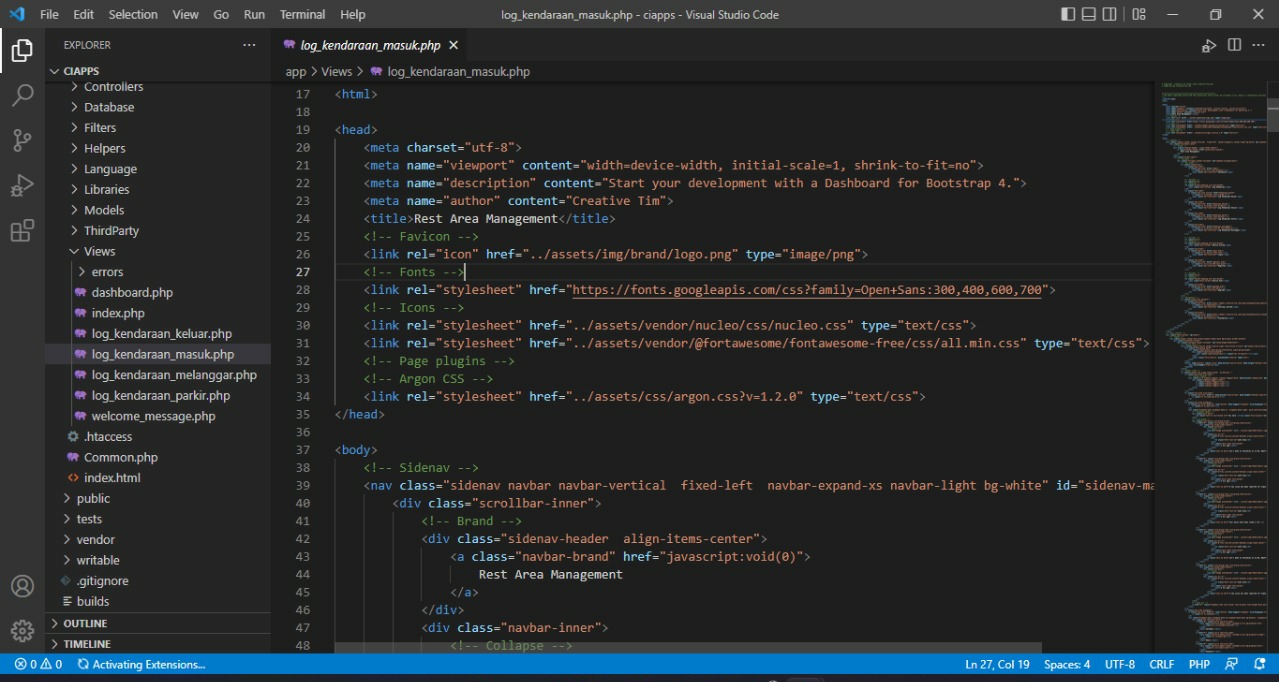 File Edit Selection View Go Run Terminal Help
log_kendaraan_masuk.php - ciapps - Visual Studio Code
EXPLORER
CIAPPS
Controllers
Database
Filters
Helpers
Language
Libraries
Models
ThirdParty
Views
errors
dashboard.php
index.php
log_kendaraan_keluar.php
log_kendaraan_masuk.php
log_kendaraan_melanggar.php
log_kendaraan_parkir.php
welcome_message.php
.htaccess
Common.php
index.html
public
tests
vendor
writable
.gitignore
builds
OUTLINE
TIMELINE
log_kendaraan_masuk.php
app > Views > log_kendaraan_masuk.php
17 <html>
18
19 <head>
20 <meta charset="utf-8">
21 <meta name="viewport" content="width=device-width, initial-scale=1, shrink-to-fit=no">
22 <meta name="description" content="Start your development with a Dashboard for Bootstrap 4.">
23 <meta name="author" content="Creative Tim">
24 <title>Rest Area Management</title>
25 <!-- Favicon -->
26 <link rel="icon" href="../assets/img/brand/logo.png" type="image/png">
27 <!-- Fonts -->
28 <link rel="stylesheet" href="https://fonts.googleapis.com/css?family=Open+Sans:300,400,600,700">
29 <!-- Icons -->
30 <link rel="stylesheet" href="../assets/vendor/nucleo/css/nucleo.css" type="text/css">
31 <link rel="stylesheet" href="../assets/vendor/@fortawesome/fontawesome-free/css/all.min.css" type="text/css">
32 <!-- Page plugins -->
33 <!-- Argon CSS -->
34 <link rel="stylesheet" href="../assets/css/argon.css?v=1.2.0" type="text/css">
35 </head>
36
37 <body>
38 <!-- Sidenav -->
39 <nav class="sidenav navbar navbar-vertical  fixed-left  navbar-expand-xs navbar-light bg-white" id="sidenav-ma
40 <div class="scrollbar-inner">
41 <!-- Brand -->
42 <div class="sidenav-header  align-items-center">
43 <a class="navbar-brand" href="javascript:void(0)">
44 Rest Area Management
45 </a>
46 </div>
47 <div class="navbar-inner">
48 <!-- Collapse -->
0 0 Activating Extensions...
Ln 27, Col 19 Spaces: 4 UTF-8 CRLF PHP